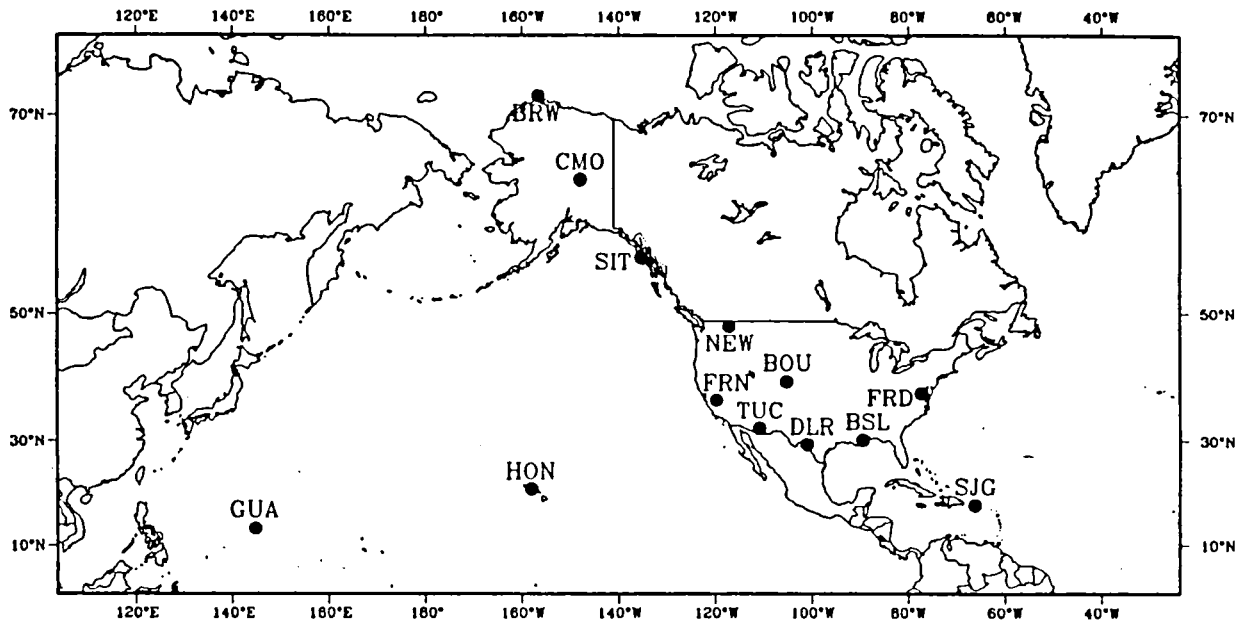 120°E 140°E 160°E 180° 160°W 140°W 120°W 100°W 80°W 60°W 40°W
BRW
70°N 70°N
CMO
SIT
50°N 50°N
NEW
BOU
FRN
FRD
TUC
DLR BSL
30°N 30°N
HON
SJG
GUA
10°N 10°N
120°E 140°E 160°E 180° 160°W 140°W 120°W 100°W 80°W 60°W 40°W